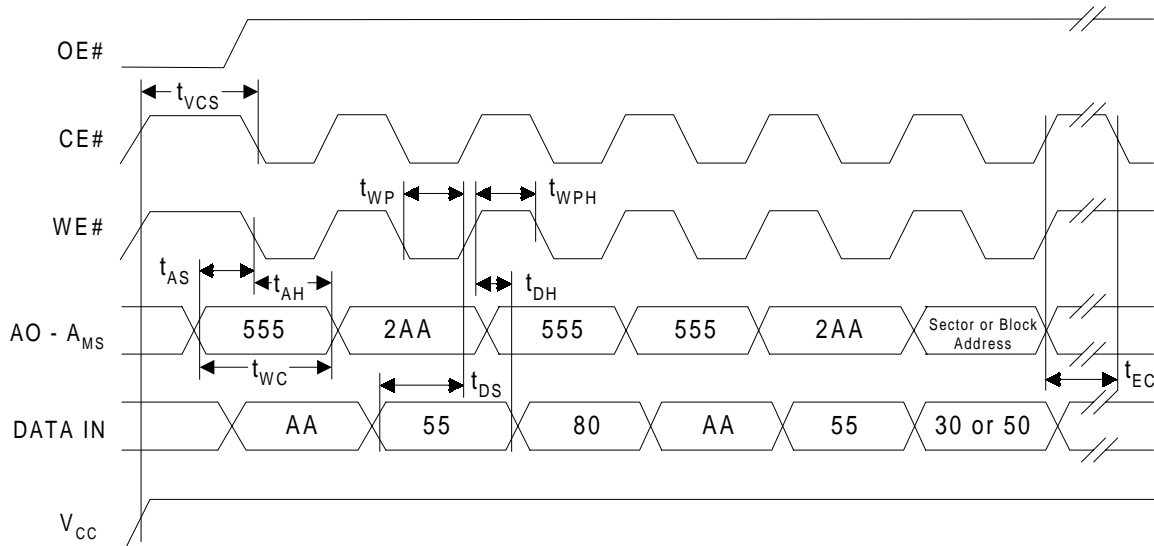 OE#
tVCS
CE#
tWP
tWPH
WE#
tAS
tAH
tDH
AO - AMS
555
2AA
555
555
2AA
Sector or Block
Address
tWC
tDS
tEC
DATA IN
AA
55
80
AA
55
30 or 50
VCC